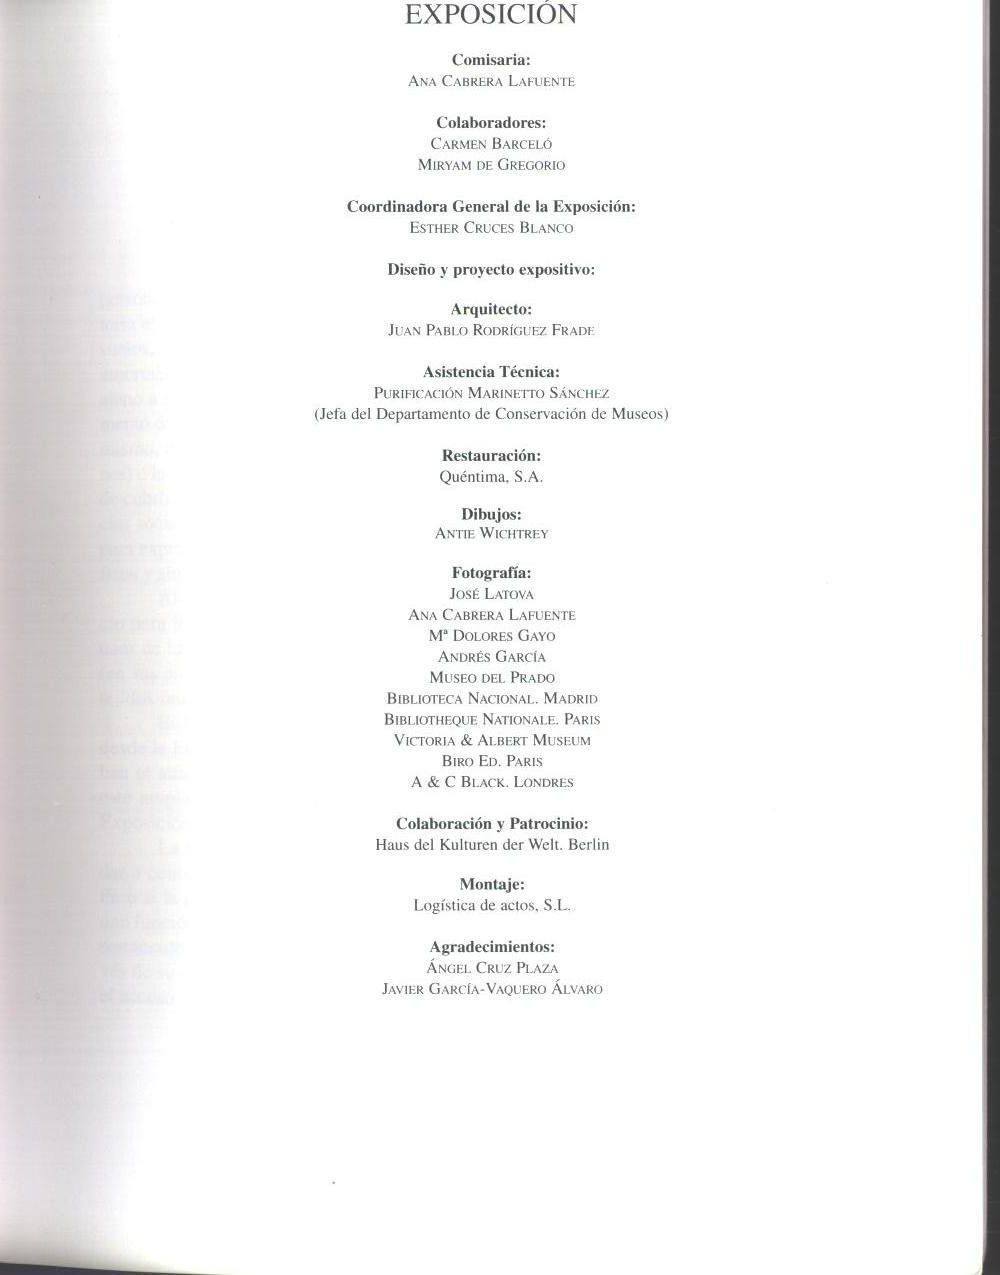 EXPOSICIÓN
Comisaria:
ANA CABRERA LAFUENTE
Colaboradores:
CARMEN BARCELÓ
MIRYAM DE GREGORIO
Coordinadora General de la Exposición:
ESTHER CRUCES BLANCO
Diseño y proyecto expositivo:
Arquitecto:
JUAN PABLO RODRÍGUEZ FRADE
Asistencia Técnica:
PURIFICACIÓN MARINETTO SÁNCHEZ
(Jefa del Departamento de Conservación de Museos)
Restauración:
Quéntima, S.A.
Dibujos:
ANTIE WICHTREY
Fotografía:
JOSÉ LATOVA
ANA CABRERA LAFUENTE
Mª DOLORES GAYO
ANDRÉS GARCÍA
MUSEO DEL PRADO
BIBLIOTECA NACIONAL. MADRID
BIBLIOTHEQUE NATIONALE. PARIS
VICTORIA & ALBERT MUSEUM
BIRO ED. PARIS
A & C BLACK. LONDRES
Colaboración y Patrocinio:
Haus del Kulturen der Welt. Berlin
Montaje:
Logística de actos, S.L.
Agradecimientos:
ÁNGEL CRUZ PLAZA
JAVIER GARCÍA-VAQUERO ÁLVARO